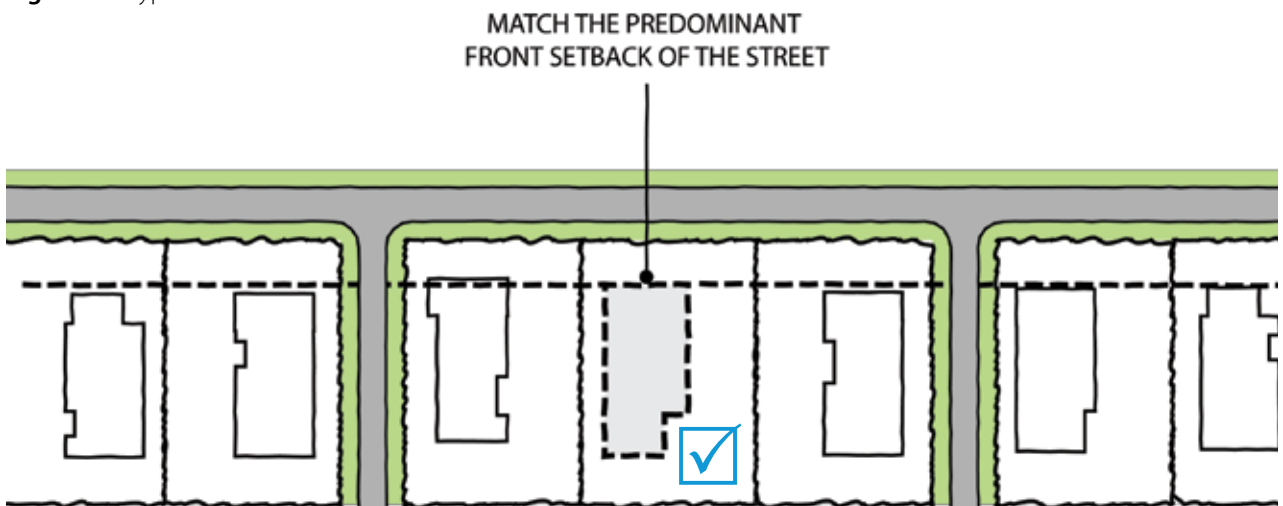 MATCH THE PREDOMINANT
FRONT SETBACK OF THE STREET